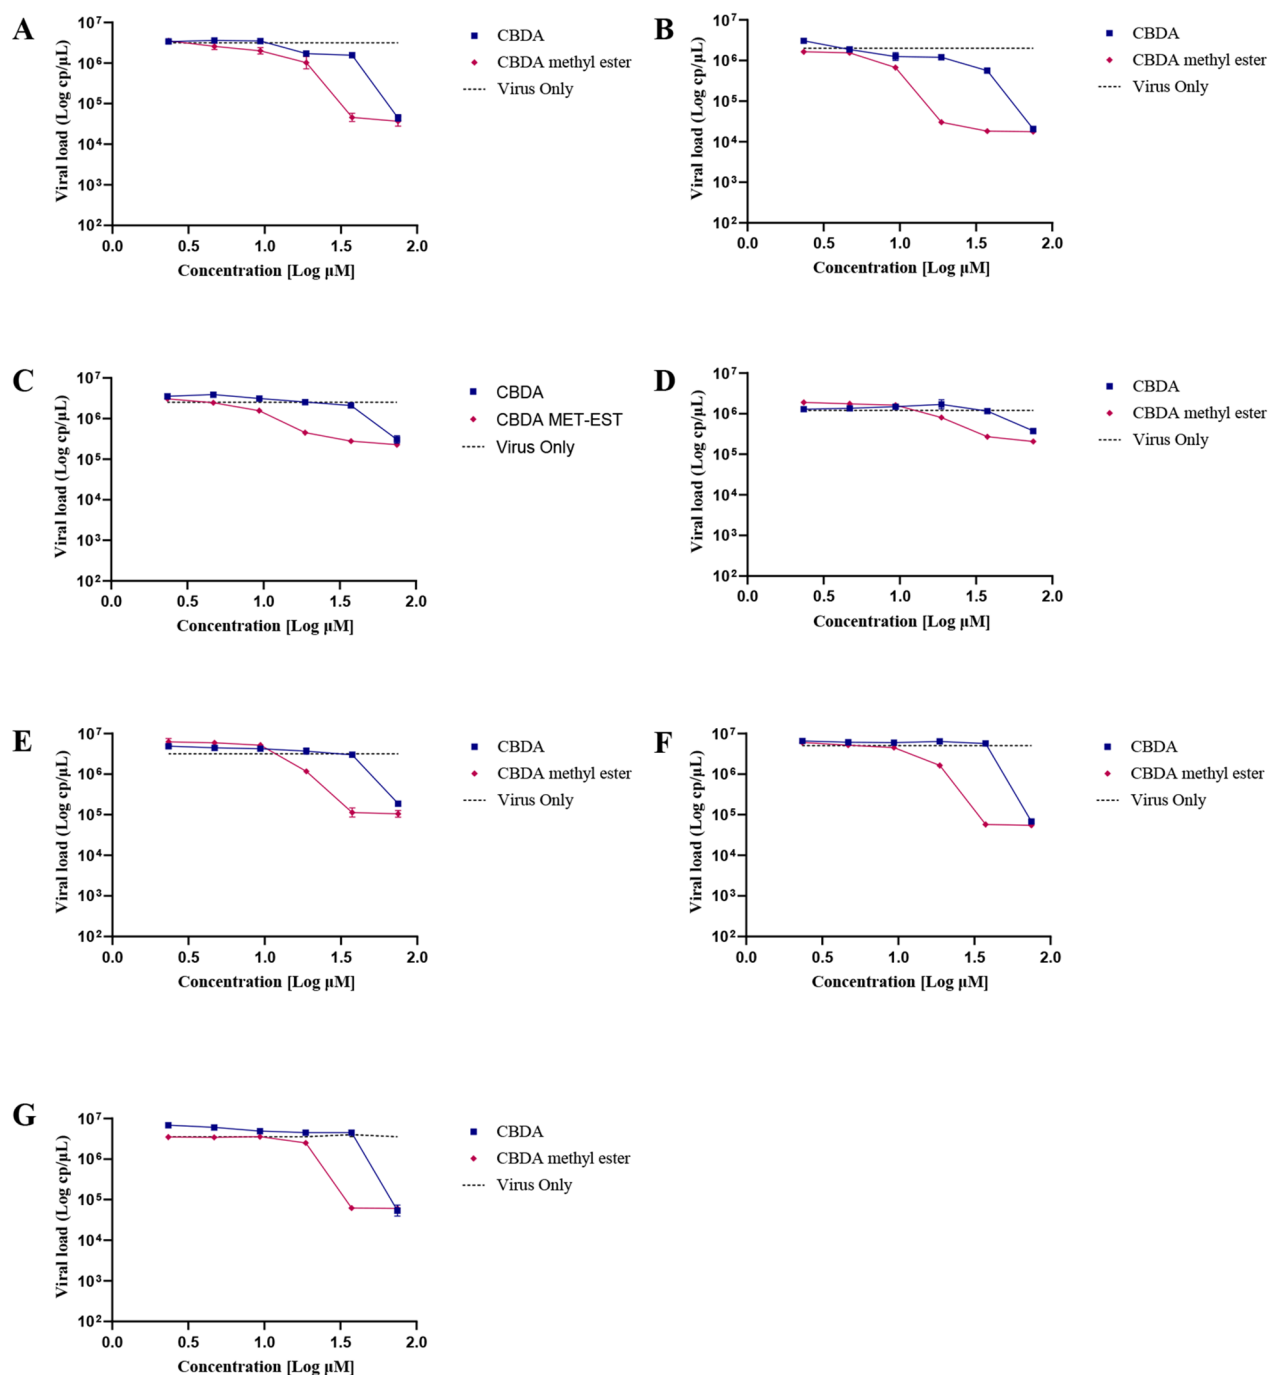 A
10⁷
10⁶
10⁵
10⁴
10³
10²
Viral load (Log cp/μL)
0.0 0.5 1.0 1.5 2.0
Concentration [Log μM]
CBDA
CBDA methyl ester
Virus Only
B
10⁷
10⁶
10⁵
10⁴
10³
10²
Viral load (Log cp/μL)
0.0 0.5 1.0 1.5 2.0
Concentration [Log μM]
CBDA
CBDA methyl ester
Virus Only
C
10⁷
10⁶
10⁵
10⁴
10³
10²
Viral load (Log cp/μL)
0.0 0.5 1.0 1.5 2.0
Concentration [Log μM]
CBDA
CBDA MET-EST
Virus Only
D
10⁷
10⁶
10⁵
10⁴
10³
10²
Viral load (Log cp/μL)
0.0 0.5 1.0 1.5 2.0
Concentration [Log μM]
CBDA
CBDA methyl ester
Virus Only
E
10⁷
10⁶
10⁵
10⁴
10³
10²
Viral load (Log cp/μL)
0.0 0.5 1.0 1.5 2.0
Concentration [Log μM]
CBDA
CBDA methyl ester
Virus Only
F
10⁷
10⁶
10⁵
10⁴
10³
10²
Viral load (Log cp/μL)
0.0 0.5 1.0 1.5 2.0
Concentration [Log μM]
CBDA
CBDA methyl ester
Virus Only
G
10⁷
10⁶
10⁵
10⁴
10³
10²
Viral load (Log cp/μL)
0.0 0.5 1.0 1.5 2.0
Concentration [Log μM]
CBDA
CBDA methyl ester
Virus Only